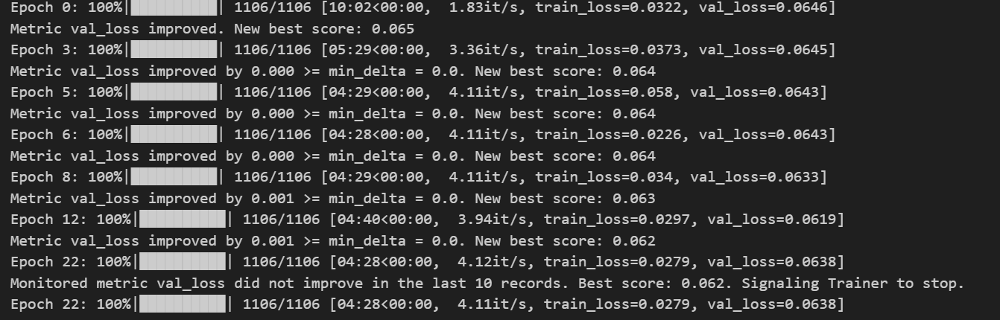 Epoch 0: 100%|██████████| 1106/1106 [10:02<00:00,  1.83it/s, train_loss=0.0322, val_loss=0.0646]
Metric val_loss improved. New best score: 0.065
Epoch 3: 100%|██████████| 1106/1106 [05:29<00:00,  3.36it/s, train_loss=0.0373, val_loss=0.0645]
Metric val_loss improved by 0.000 >= min_delta = 0.0. New best score: 0.064
Epoch 5: 100%|██████████| 1106/1106 [04:29<00:00,  4.11it/s, train_loss=0.058, val_loss=0.0643]
Metric val_loss improved by 0.000 >= min_delta = 0.0. New best score: 0.064
Epoch 6: 100%|██████████| 1106/1106 [04:28<00:00,  4.11it/s, train_loss=0.0226, val_loss=0.0643]
Metric val_loss improved by 0.000 >= min_delta = 0.0. New best score: 0.064
Epoch 8: 100%|██████████| 1106/1106 [04:29<00:00,  4.11it/s, train_loss=0.034, val_loss=0.0633]
Metric val_loss improved by 0.001 >= min_delta = 0.0. New best score: 0.063
Epoch 12: 100%|██████████| 1106/1106 [04:40<00:00,  3.94it/s, train_loss=0.0297, val_loss=0.0619]
Metric val_loss improved by 0.001 >= min_delta = 0.0. New best score: 0.062
Epoch 22: 100%|██████████| 1106/1106 [04:28<00:00,  4.12it/s, train_loss=0.0279, val_loss=0.0638]
Monitored metric val_loss did not improve in the last 10 records. Best score: 0.062. Signaling Trainer to stop.
Epoch 22: 100%|██████████| 1106/1106 [04:28<00:00,  4.11it/s, train_loss=0.0279, val_loss=0.0638]